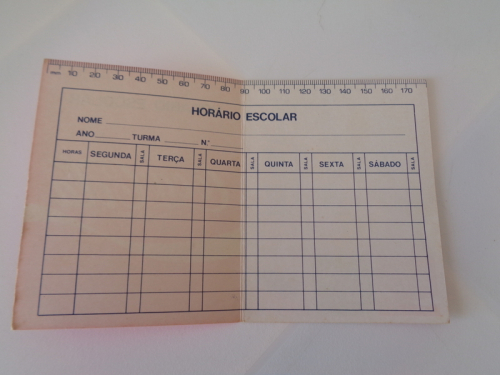 mm 10 20 30 40 50 60 70 80 90 100 110 120 130 140 150 160 170
HORÁRIO ESCOLAR
NOME
ANO TURMA N.º
HORAS SEGUNDA SALA TERÇA SALA QUARTA SALA QUINTA SALA SEXTA SALA SÁBADO SALA